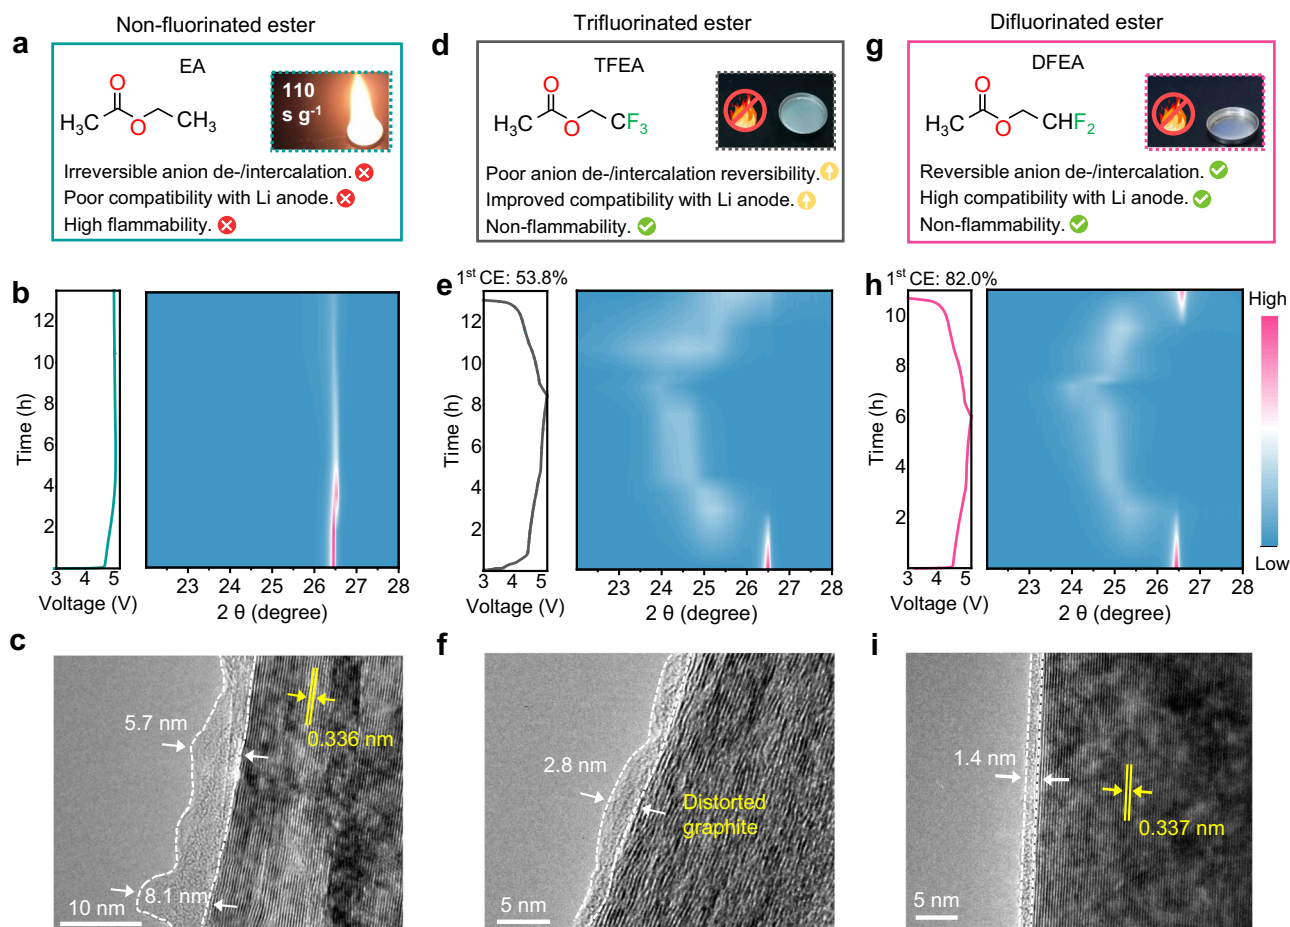 Non-fluorinated ester
Trifluorinated ester
Difluorinated ester
a
EA
O
H3C
O
CH3
110
s g-1
Irreversible anion de-/intercalation.
Poor compatibility with Li anode.
High flammability.
d
TFEA
O
H3C
O
CF3
Poor anion de-/intercalation reversibility.
Improved compatibility with Li anode.
Non-flammability.
g
DFEA
O
H3C
O
CHF2
Reversible anion de-/intercalation.
High compatibility with Li anode.
Non-flammability.
b
12
10
8
6
4
2
Time (h)
3 5
Voltage (V)
23 24 25 26 27 28
2 θ (degree)
e
1st CE: 53.8%
12
10
8
6
4
2
Time (h)
3 4 5
Voltage (V)
23 24 25 26 27 28
2 θ (degree)
h
1st CE: 82.0%
10
8
6
4
2
Time (h)
3 4 5
Voltage (V)
23 24 25 26 27 28
2 θ (degree)
High
Low
c
5.7 nm
0.336 nm
8.1 nm
10 nm
f
2.8 nm
Distorted
graphite
5 nm
i
1.4 nm
0.337 nm
5 nm